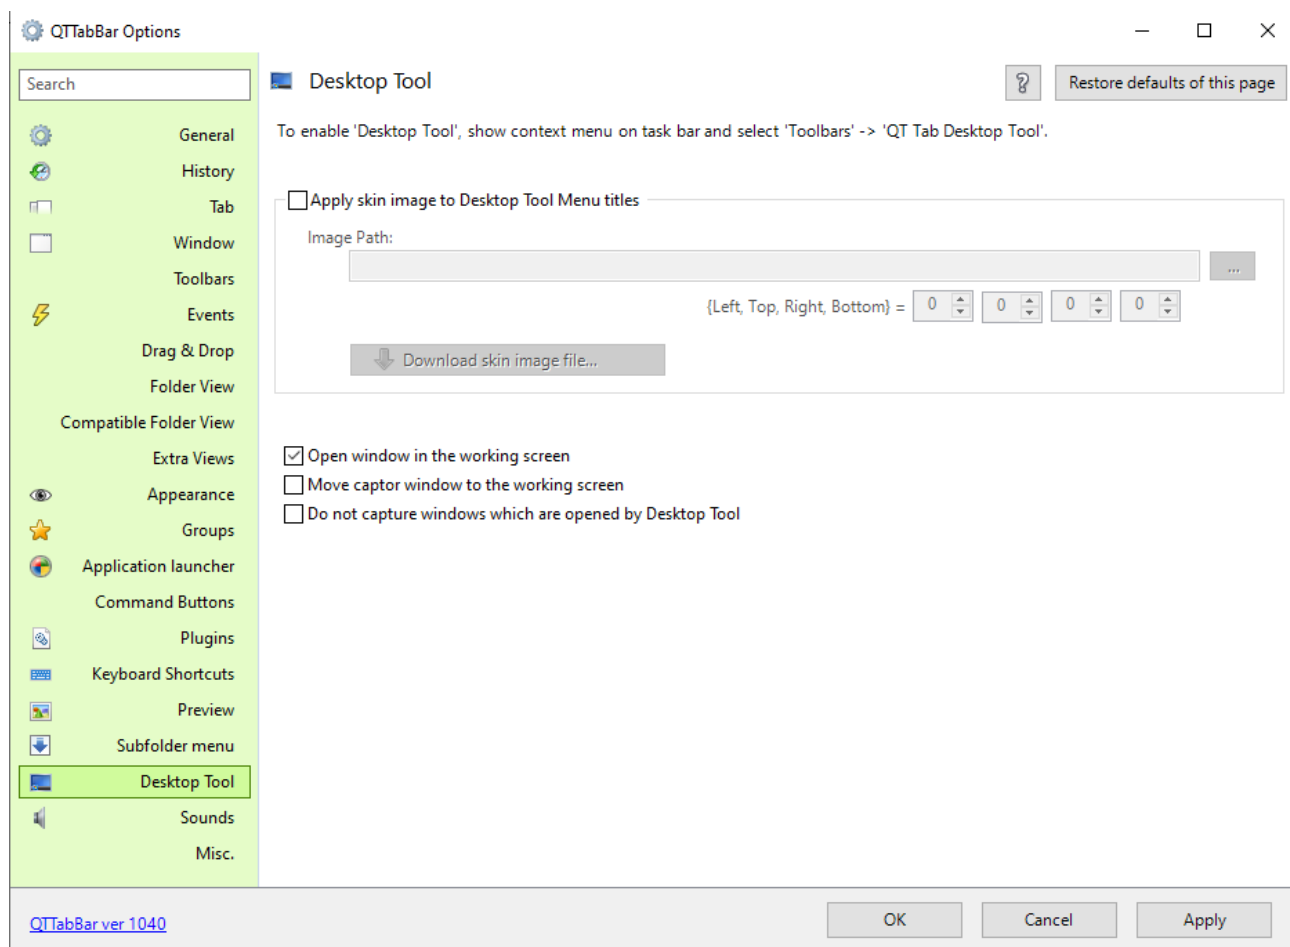 QTTabBar Options
Search
General
History
Tab
Window
Toolbars
Events
Drag & Drop
Folder View
Compatible Folder View
Extra Views
Appearance
Groups
Application launcher
Command Buttons
Plugins
Keyboard Shortcuts
Preview
Subfolder menu
Desktop Tool
Sounds
Misc.
Desktop Tool
?
Restore defaults of this page
To enable 'Desktop Tool', show context menu on task bar and select 'Toolbars' -> 'QT Tab Desktop Tool'.
Apply skin image to Desktop Tool Menu titles
Image Path:
...
{Left, Top, Right, Bottom} = 0 0 0 0
Download skin image file...
Open window in the working screen
Move captor window to the working screen
Do not capture windows which are opened by Desktop Tool
QTTabBar ver 1040
OK Cancel Apply